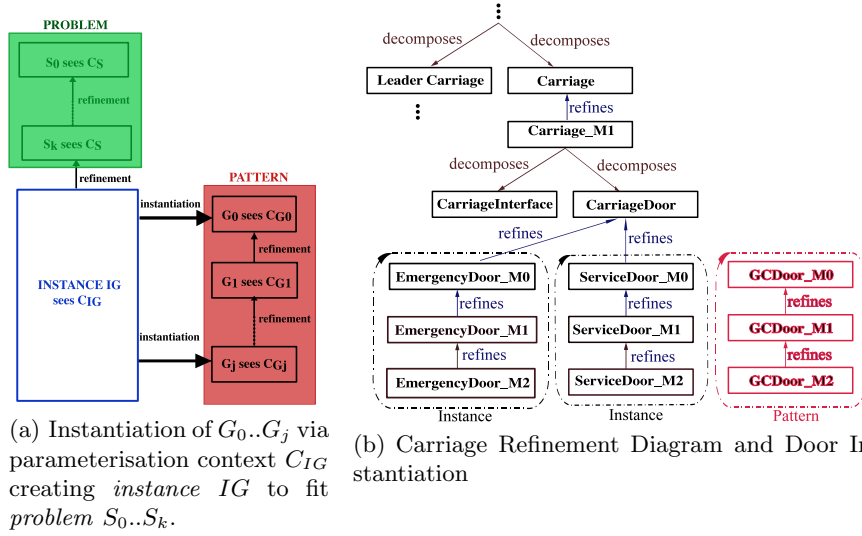 PROBLEM
S0 sees CS
refinement
Sk sees CS
refinement
INSTANCE IG
sees CIG
instantiation
instantiation
PATTERN
G0 sees CG0
refinement
G1 sees CG1
refinement
Gj sees CGj
(a) Instantiation of G0..Gj via
parameterisation context CIG
creating instance IG to fit
problem S0..Sk.
decomposes
decomposes
Leader Carriage
Carriage
refines
Carriage_M1
decomposes
decomposes
CarriageInterface
CarriageDoor
refines
refines
EmergencyDoor_M0
refines
EmergencyDoor_M1
refines
EmergencyDoor_M2
Instance
ServiceDoor_M0
refines
ServiceDoor_M1
refines
ServiceDoor_M2
Instance
GCDoor_M0
refines
GCDoor_M1
refines
GCDoor_M2
Pattern
(b) Carriage Refinement Diagram and Door In
stantiation